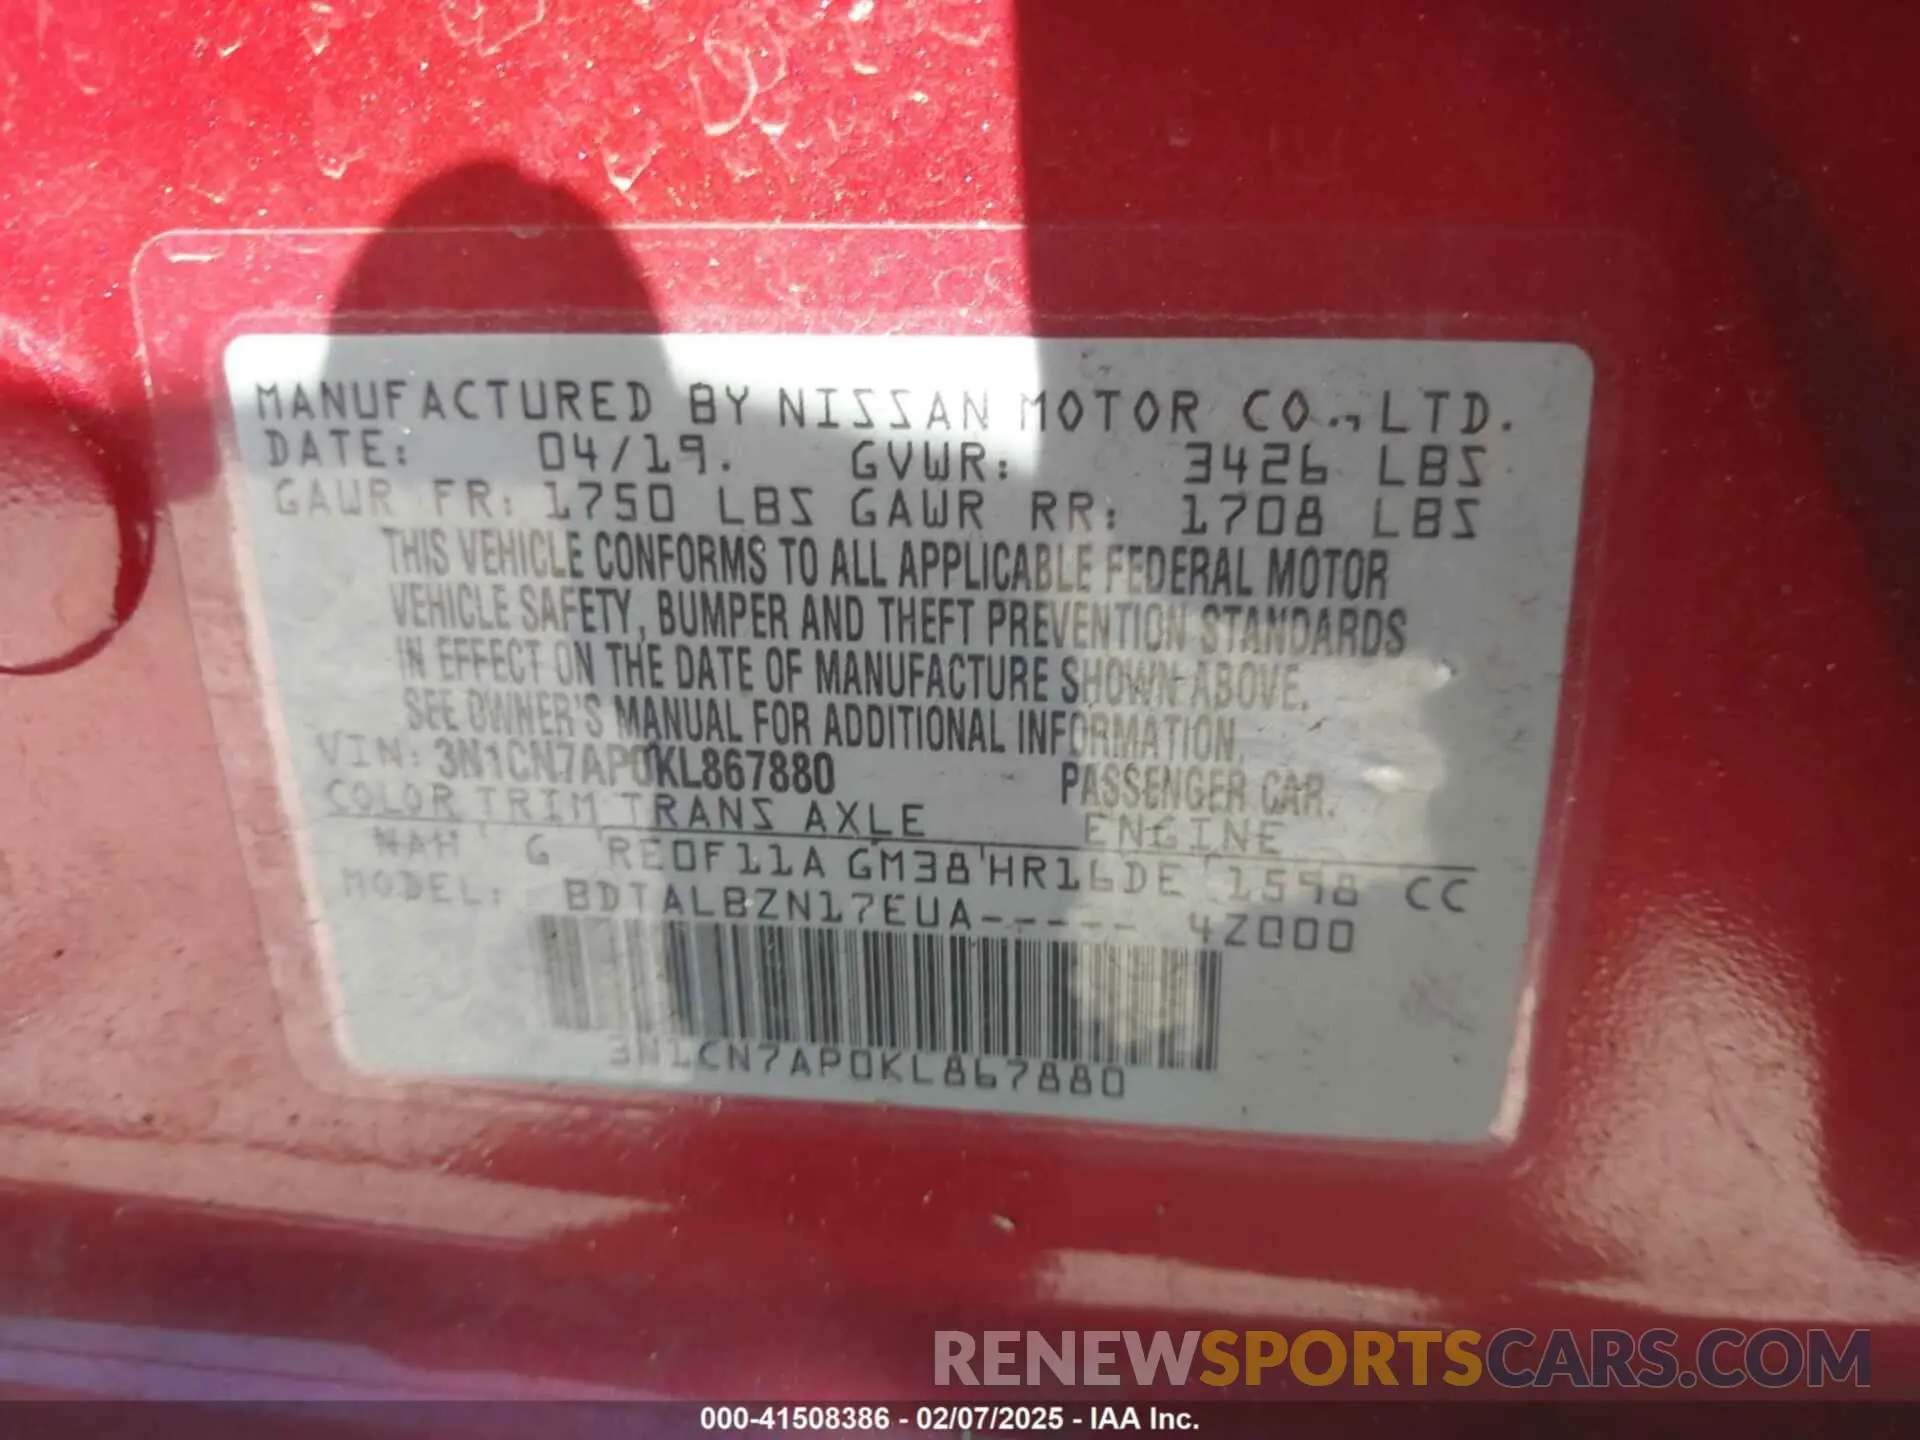 MANUFACTURED BY NISSAN MOTOR CO., LTD.
DATE: 04/19. GVWR: 3426 LBS
GAWR FR: 1750 LBS GAWR RR: 1708 LBS
THIS VEHICLE CONFORMS TO ALL APPLICABLE FEDERAL MOTOR
VEHICLE SAFETY, BUMPER AND THEFT PREVENTION STANDARDS
IN EFFECT ON THE DATE OF MANUFACTURE SHOWN ABOVE.
SEE OWNER'S MANUAL FOR ADDITIONAL INFORMATION.
VIN: 3N1CN7AP0KL867880 PASSENGER CAR.
COLOR TRIM TRANS AXLE ENGINE
NAH G RE0F11A GM38 HR16DE 1598 CC
MODEL: BDTALBZN17EUA----- 4Z000
3N1CN7AP0KL867880
RENEWSPORTSCARS.COM
000-41508386 - 02/07/2025 - IAA Inc.